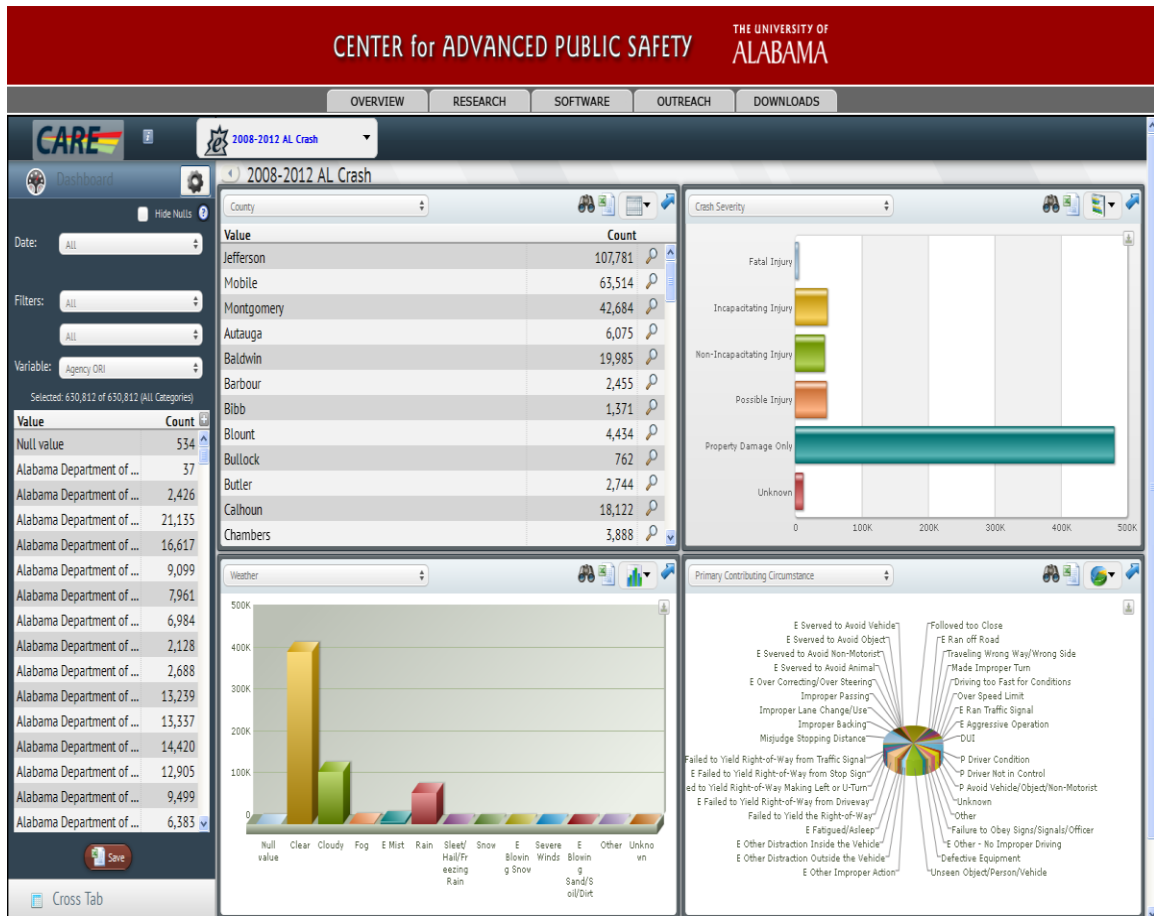 CENTER for ADVANCED PUBLIC SAFETY
THE UNIVERSITY OF
ALABAMA
OVERVIEW
RESEARCH
SOFTWARE
OUTREACH
DOWNLOADS
CARE
2008-2012 AL Crash
Dashboard
Hide Nulls
Date:
All
Filters:
All
All
Variable:
Agency ORI
Selected: 630,812 of 630,812 (All Categories)
Value Count
Null value 534
Alabama Department of ... 37
Alabama Department of ... 2,426
Alabama Department of ... 21,135
Alabama Department of ... 16,617
Alabama Department of ... 9,099
Alabama Department of ... 7,961
Alabama Department of ... 6,984
Alabama Department of ... 2,128
Alabama Department of ... 2,688
Alabama Department of ... 13,239
Alabama Department of ... 13,337
Alabama Department of ... 14,420
Alabama Department of ... 12,905
Alabama Department of ... 9,499
Alabama Department of ... 6,383
Save
Cross Tab
2008-2012 AL Crash
County
Value Count
Jefferson 107,781
Mobile 63,514
Montgomery 42,684
Autauga 6,075
Baldwin 19,985
Barbour 2,455
Bibb 1,371
Blount 4,434
Bullock 762
Butler 2,744
Calhoun 18,122
Chambers 3,888
Crash Severity
Fatal Injury
Incapacitating Injury
Non-Incapacitating Injury
Possible Injury
Property Damage Only
Unknown
0 100K 200K 300K 400K 500K
Weather
500K
400K
300K
200K
100K
0
Null
value
Clear
Cloudy
Fog
E Mist
Rain
Sleet/
Hail/Fr
eezing
Rain
Snow
E
Blowin
g Snow
Severe
Winds
E
Blowin
g
Sand/S
oil/Dirt
Other
Unkno
wn
Primary Contributing Circumstance
E Swerved to Avoid Vehicle
E Swerved to Avoid Object
E Swerved to Avoid Non-Motorist
E Swerved to Avoid Animal
E Over Correcting/Over Steering
Improper Passing
Improper Lane Change/Use
Improper Backing
Misjudge Stopping Distance
Failed to Yield Right-of-Way from Traffic Signal
E Failed to Yield Right-of-Way from Stop Sign
ed to Yield Right-of-Way Making Left or U-Turn
E Failed to Yield Right-of-Way from Driveway
Failed to Yield the Right-of-Way
E Fatigued/Asleep
E Other Distraction Inside the Vehicle
E Other Distraction Outside the Vehicle
E Other Improper Action
Followed too Close
E Ran off Road
Traveling Wrong Way/Wrong Side
Made Improper Turn
Driving too Fast for Conditions
Over Speed Limit
E Ran Traffic Signal
E Aggressive Operation
DUI
P Driver Condition
P Driver Not in Control
P Avoid Vehicle/Object/Non-Motorist
Unknown
Other
Failure to Obey Signs/Signals/Officer
E Other - No Improper Driving
Defective Equipment
Unseen Object/Person/Vehicle